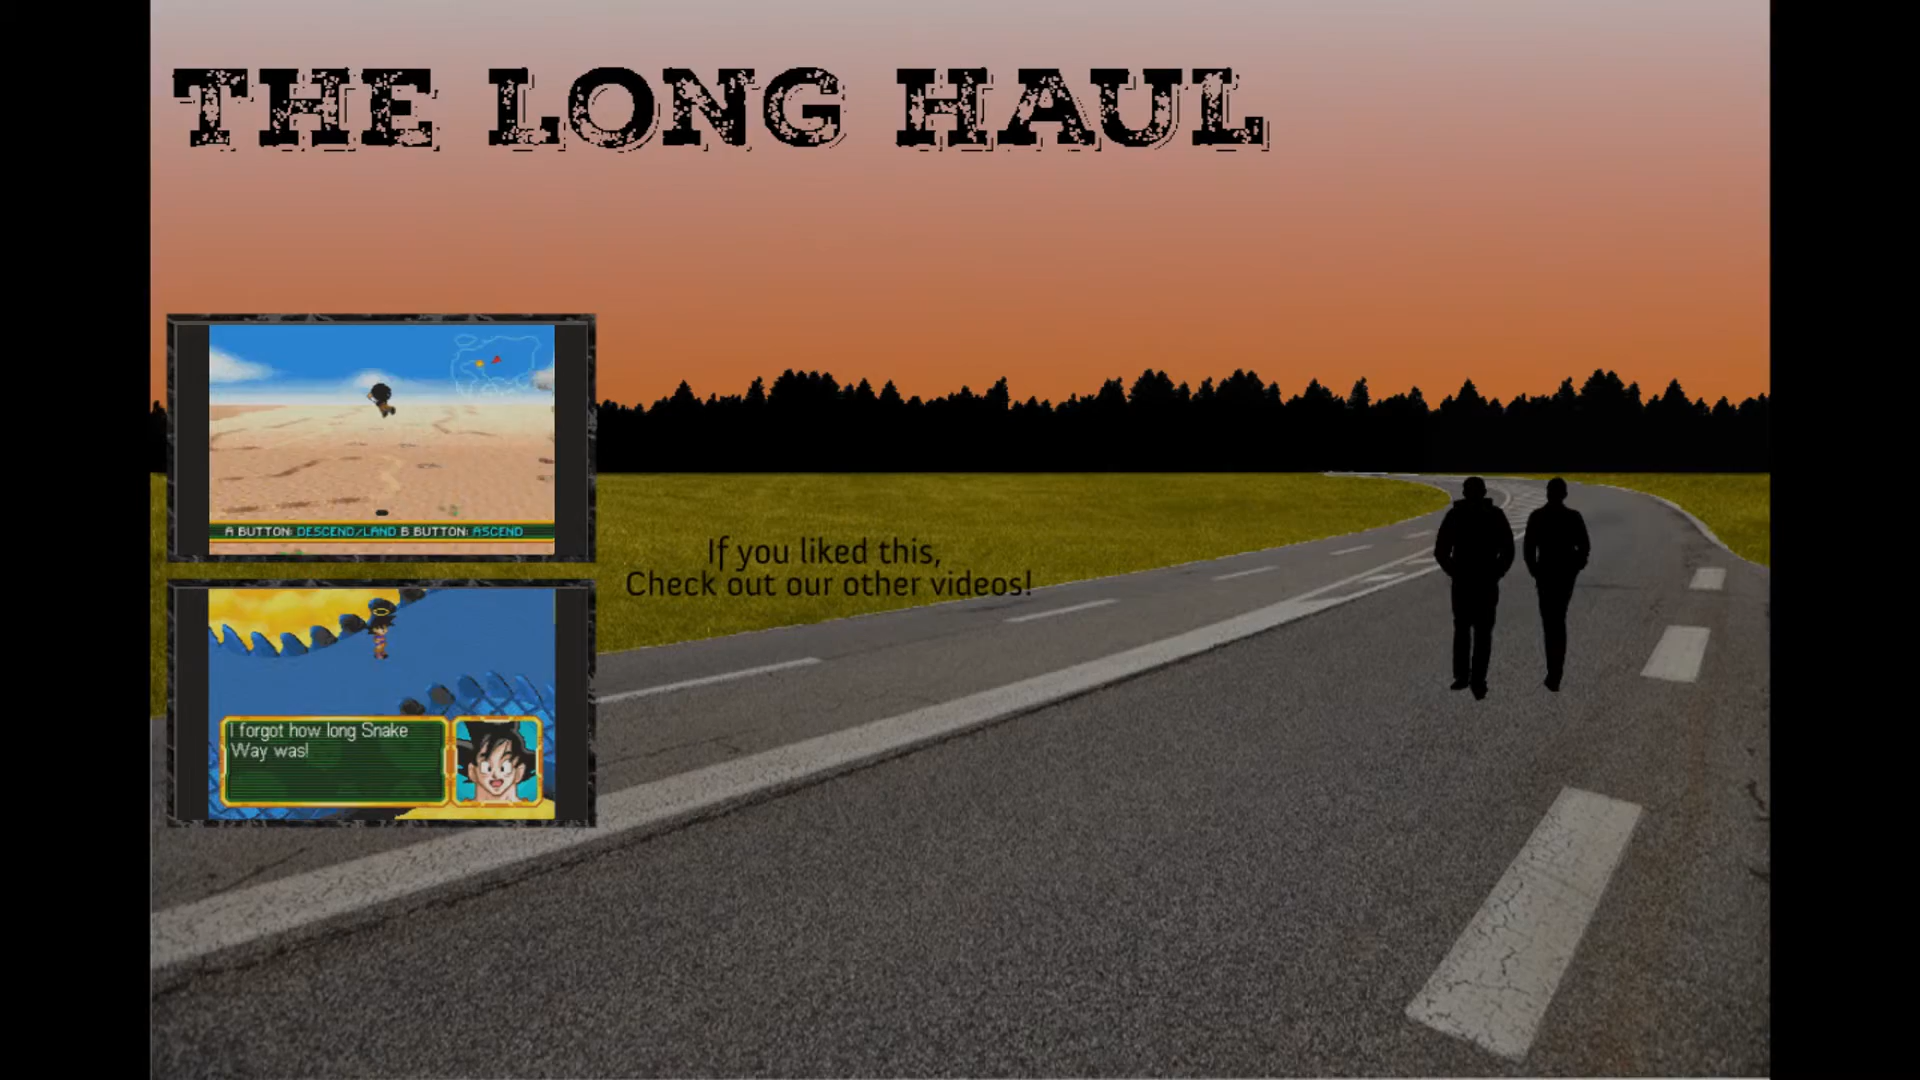 THE LONG HAUL
A BUTTON: DESCEND/LAND B BUTTON: ASCEND
If you liked this,
Check out our other videos!
I forgot how long Snake
Way was!